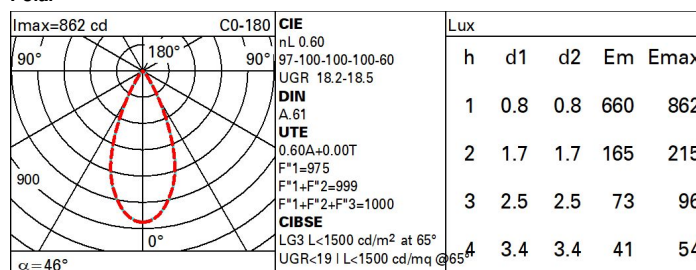 Imax=862 cd C0-180
90° 180° 90°
900
0°
α=46°
CIE
nL 0.60
97-100-100-100-60
UGR 18.2-18.5
DIN
A.61
UTE
0.60A+0.00T
F"1=975
F"1+F"2=999
F"1+F"2+F"3=1000
CIBSE
LG3 L<1500 cd/m² at 65°
UGR<19 | L<1500 cd/mq @65°
Lux
h d1 d2 Em Emax
1 0.8 0.8 660 862
2 1.7 1.7 165 215
3 2.5 2.5 73 96
4 3.4 3.4 41 54